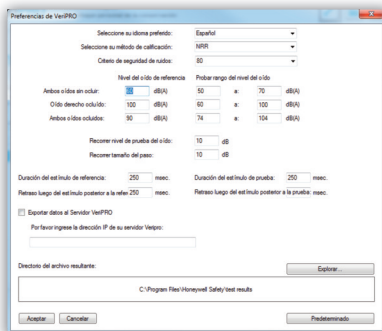 Preferencias de VeriPRO
Seleccione su idioma preferido: Español
Seleccione su método de calificación: NRR
Criterio de seguridad de ruidos: 80
Nivel del oído de referencia Probar rango del nivel del oído
Ambos oídos sin ocluir: 60 dB(A) 50 a: 70 dB(A)
Oído derecho ocluído: 100 dB(A) 60 a: 100 dB(A)
Ambos oídos ocluidos: 90 dB(A) 74 a: 104 dB(A)
Recorrer nivel de prueba del oído: 10 dB
Recorrer tamaño del paso: 10 dB
Duración del estímulo de referencia: 250 msec. Duración del estímulo de prueba: 250 msec.
Retraso luego del estímulo posterior a la refer 250 msec. Retraso luego del estímulo posterior a la prueba: msec.
Exportar datos al Servidor VeriPRO
Por favor ingrese la dirección IP de su servidor Veripro:
Directorio del archivo resultante: Explorar...
C:\Program Files\Honeywell Safety\test results
Aceptar Cancelar Predeterminado